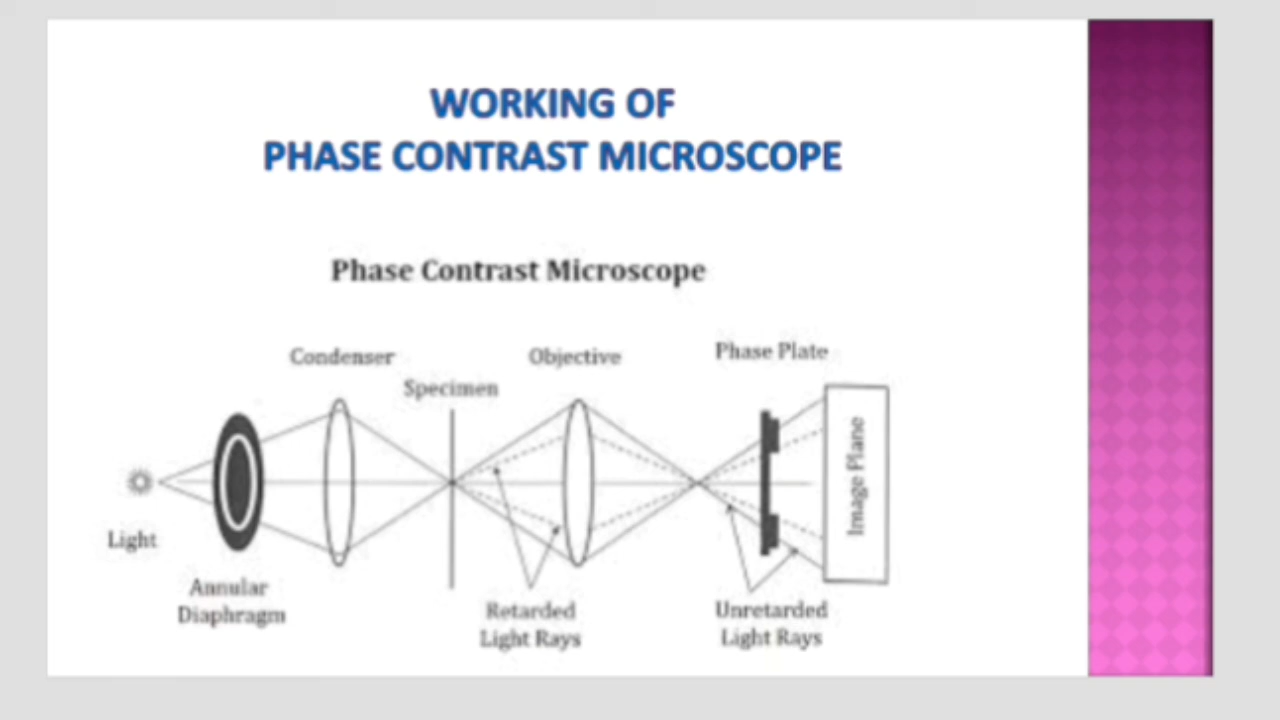 WORKING OF
PHASE CONTRAST MICROSCOPE
Phase Contrast Microscope
Condenser
Objective
Phase Plate
Specimen
Image Plane
Light
Annular
Diaphragm
Retarded
Light Rays
Unretarded
Light Rays